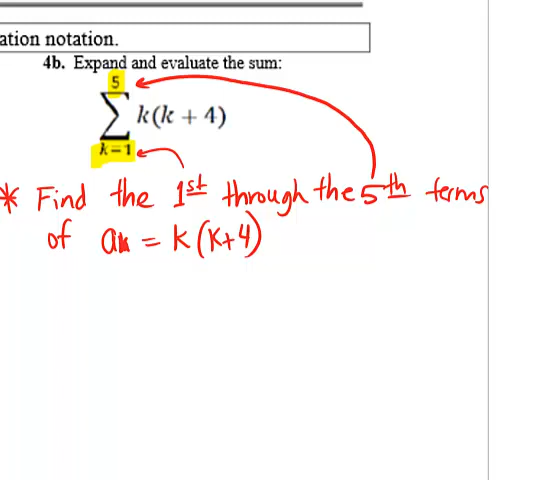 ation notation.
4b. Expand and evaluate the sum:
5
∑ k(k + 4)
k=1
* Find the 1st through the 5th terms
of ak = k(k+4)